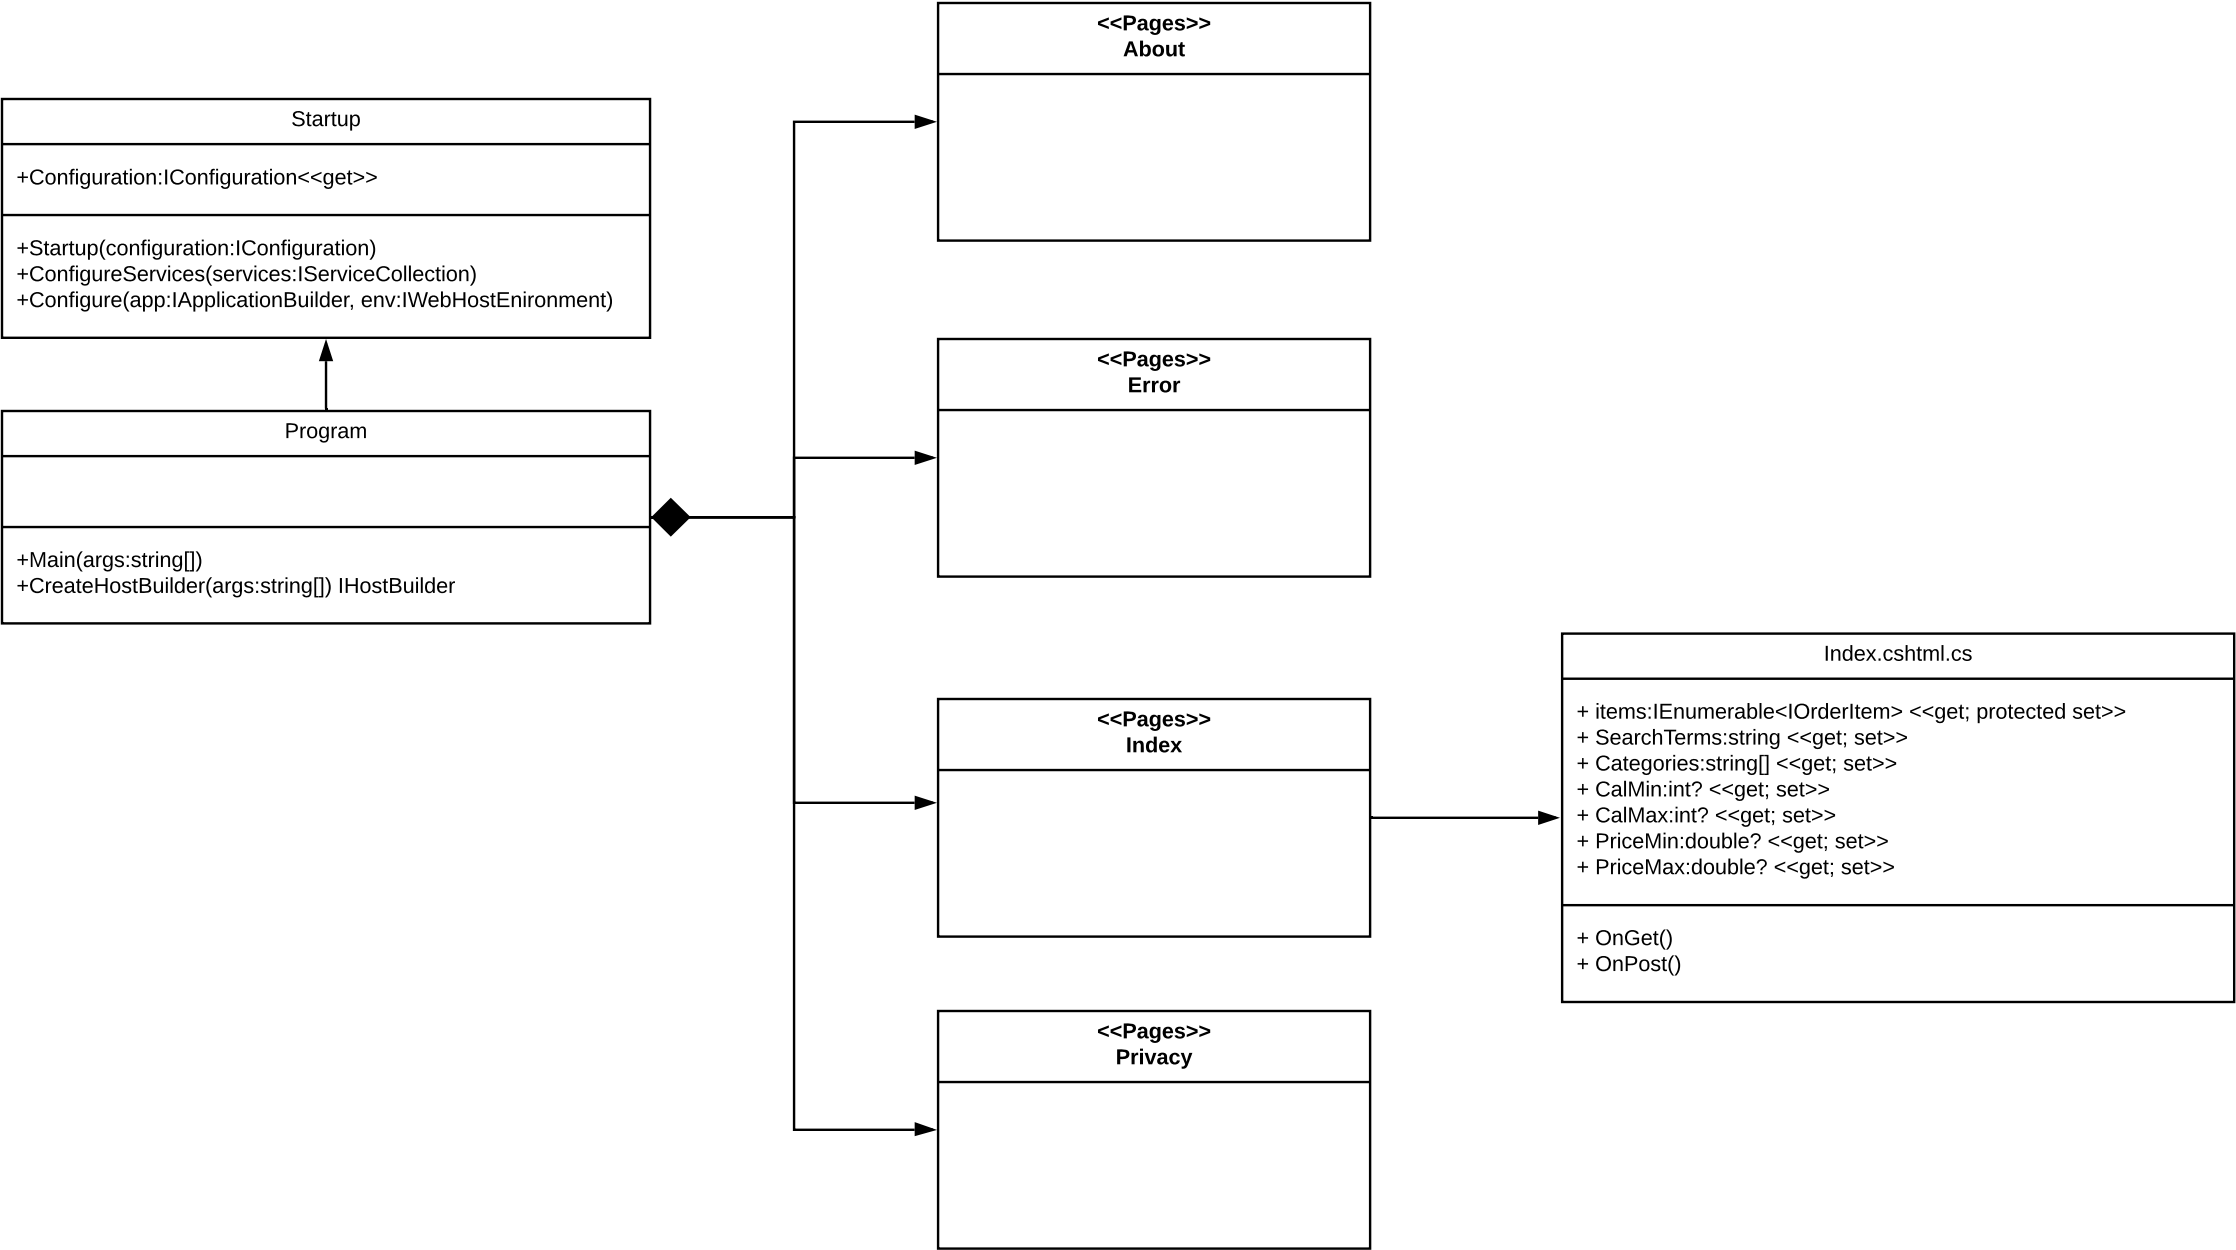 <<Pages>>
About
Startup
+Configuration:IConfiguration<<get>>
+Startup(configuration:IConfiguration)
+ConfigureServices(services:IServiceCollection)
+Configure(app:IApplicationBuilder, env:IWebHostEnironment)
<<Pages>>
Error
Program
+Main(args:string[])
+CreateHostBuilder(args:string[]) IHostBuilder
<<Pages>>
Index
Index.cshtml.cs
+ items:IEnumerable<IOrderItem> <<get; protected set>>
+ SearchTerms:string <<get; set>>
+ Categories:string[] <<get; set>>
+ CalMin:int? <<get; set>>
+ CalMax:int? <<get; set>>
+ PriceMin:double? <<get; set>>
+ PriceMax:double? <<get; set>>
+ OnGet()
+ OnPost()
<<Pages>>
Privacy